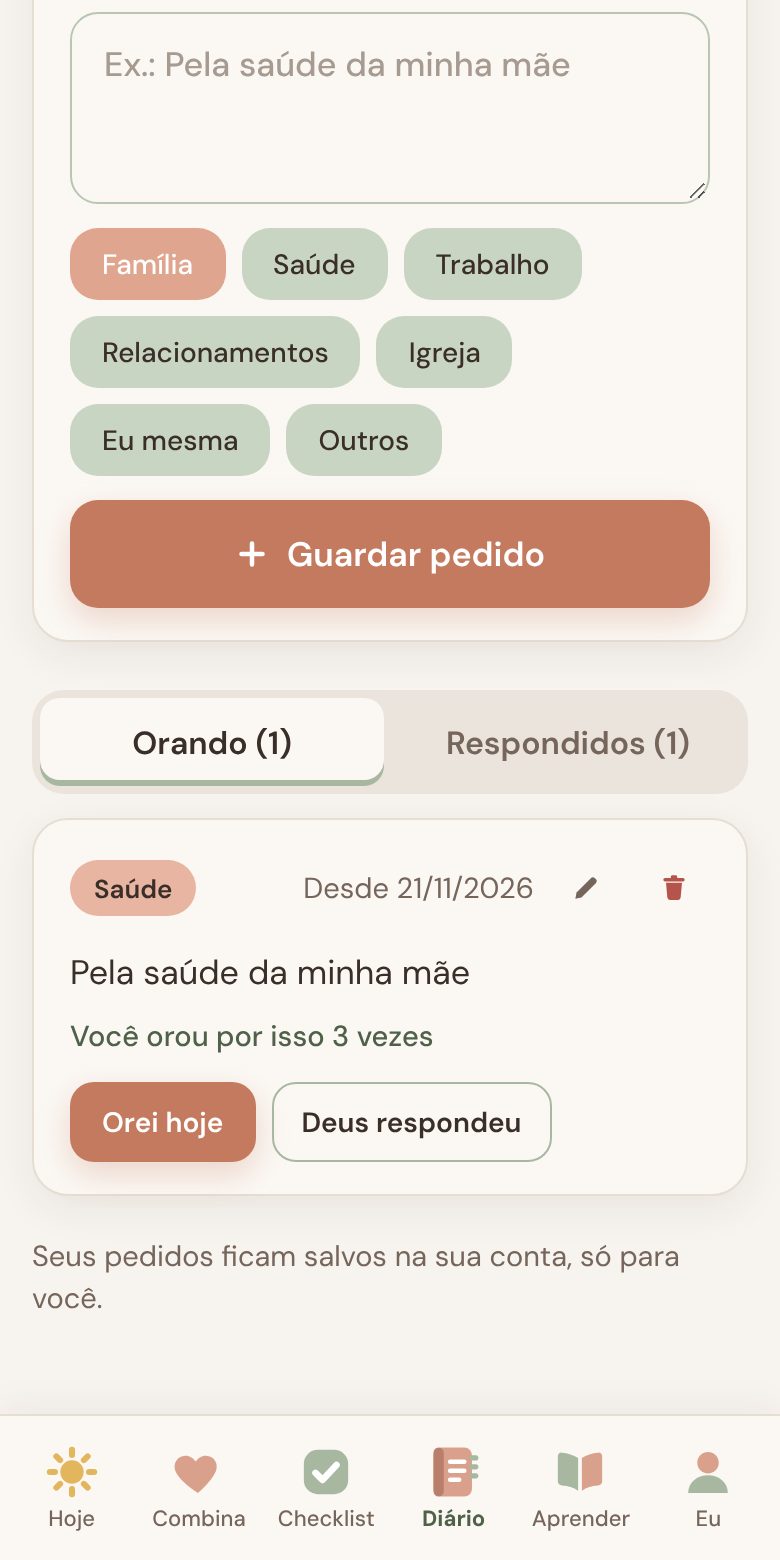 Ex.: Pela saúde da minha mãe
Família
Saúde
Trabalho
Relacionamentos
Igreja
Eu mesma
Outros
+ Guardar pedido
Orando (1)
Respondidos (1)
Saúde
Desde 21/11/2026
Pela saúde da minha mãe
Você orou por isso 3 vezes
Orei hoje
Deus respondeu
Seus pedidos ficam salvos na sua conta, só para
você.
Hoje
Combina
Checklist
Diário
Aprender
Eu